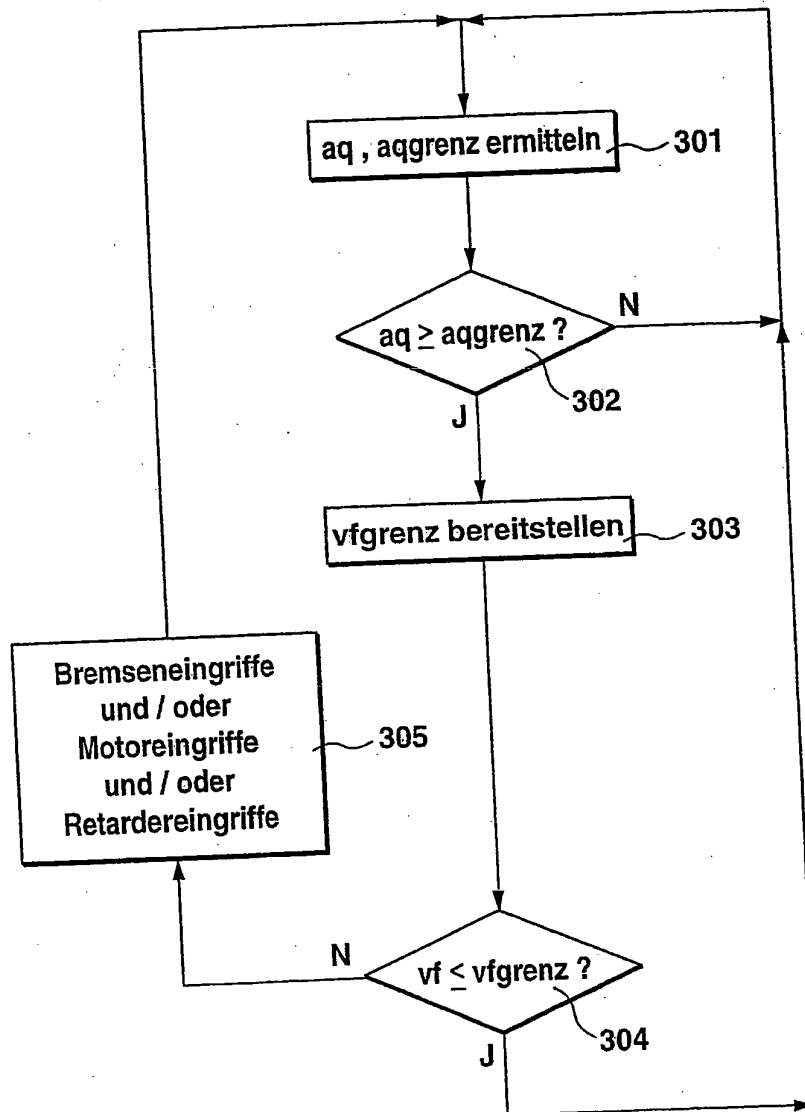 aq , aqgrenz ermitteln
301
aq ≥ aqgrenz ?
N
302
J
vfgrenz bereitstellen
303
Bremseneingriffe
und / oder
Motoreingriffe
und / oder
Retardereingriffe
305
N
vf ≤ vfgrenz ?
304
J